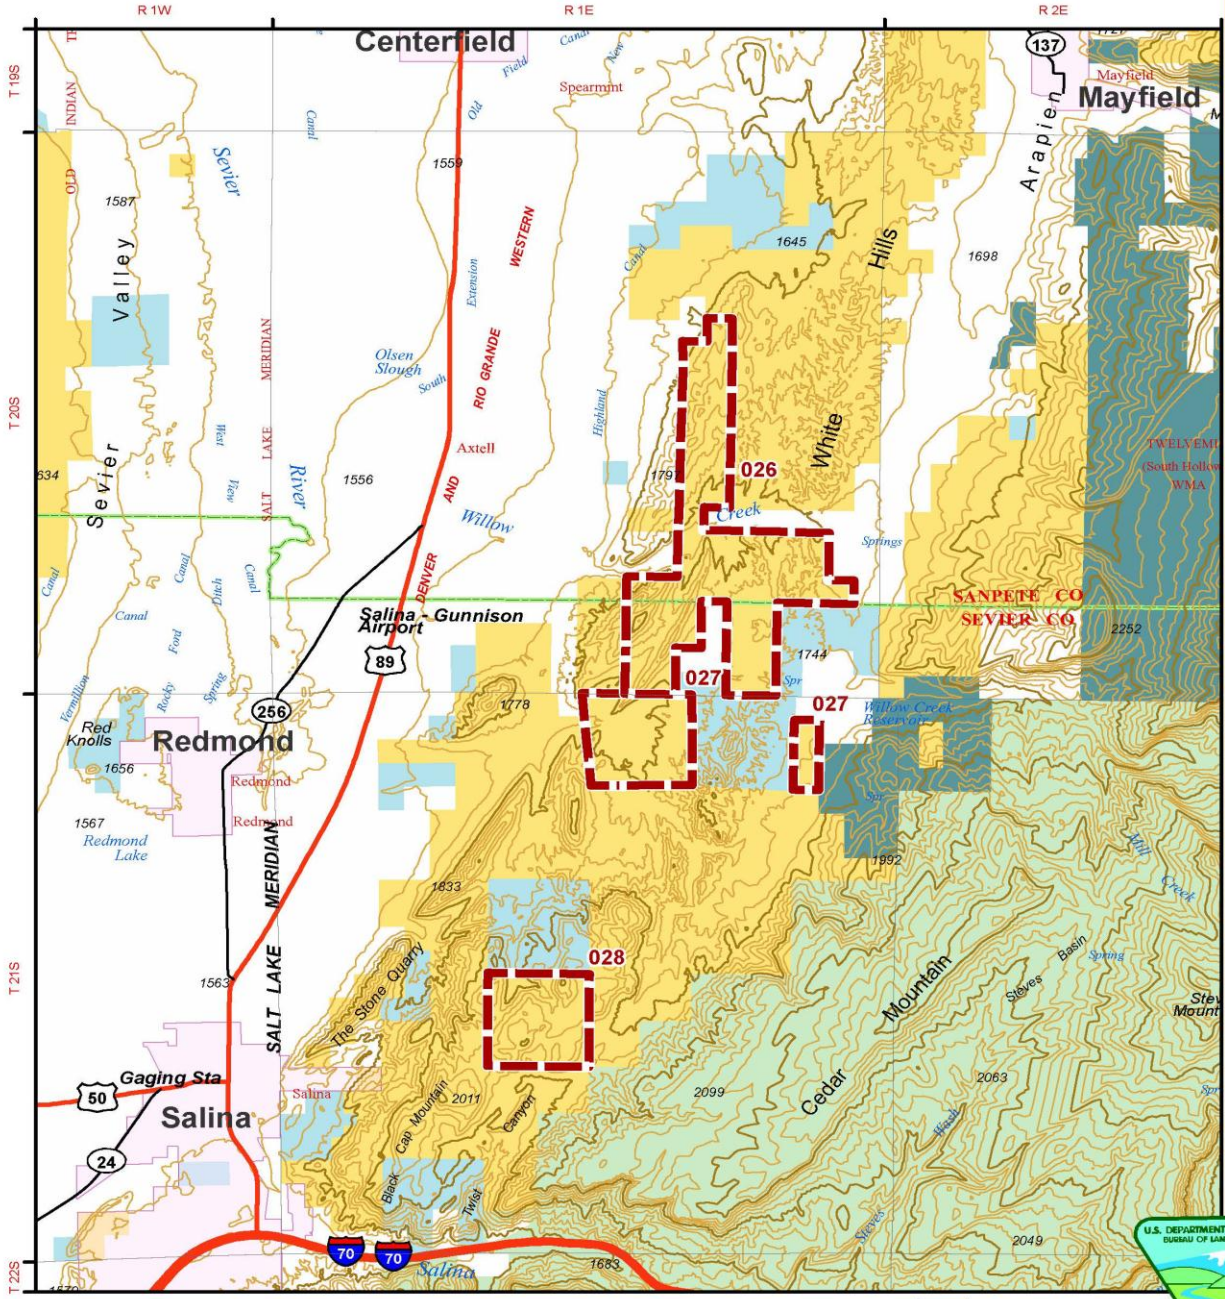 R 1W
R 1E
R 2E
T 19S
T 20S
T 21S
T 22S
Centerfield
Canal
New
Field
Spearmint
137
Mayfield
Mayfield
INDIAN
OLD
Canal
Old
Sevier
1559
1587
Arapien
WESTERN
1645
Hills
1698
Canal
Valley
Extension
MERIDIAN
Olsen
Slough
South
RIO GRANDE
Highland
LAKE
SALT
West
View
Axtell
White
TWELVEMI
(South Hollow
WMA
634
Sevier
River
1556
1797
026
AND
Willow
Creek
Springs
Canal
Canal
Ditch
Canal
DENVER
SANPETE CO
SEVIER CO
Salina - Gunnison
Airport
Canal
Ford
2252
89
1744
027
Spr
Vermillion
Rocky
Spring
256
1778
027
Willow Creek
Reservoir
Red
Knolls
Redmond
1656
Redmond
Redmond
1567
Redmond
Lake
Spr
1992
Mill
Creek
1833
SALT LAKE MERIDIAN
028
Basin
Spring
1563
The Stone Quarry
Mountain
Steves
Stev
Mount
Gaging Sta
50
Salina
Salina
2011
2099
2063
Cap Mountain
Canyon
Cedar
Wash
Spr
24
Black
Twist
Steves
2049
70
70
Salina
1683
U.S. DEPARTMENT
BUREAU OF LAN